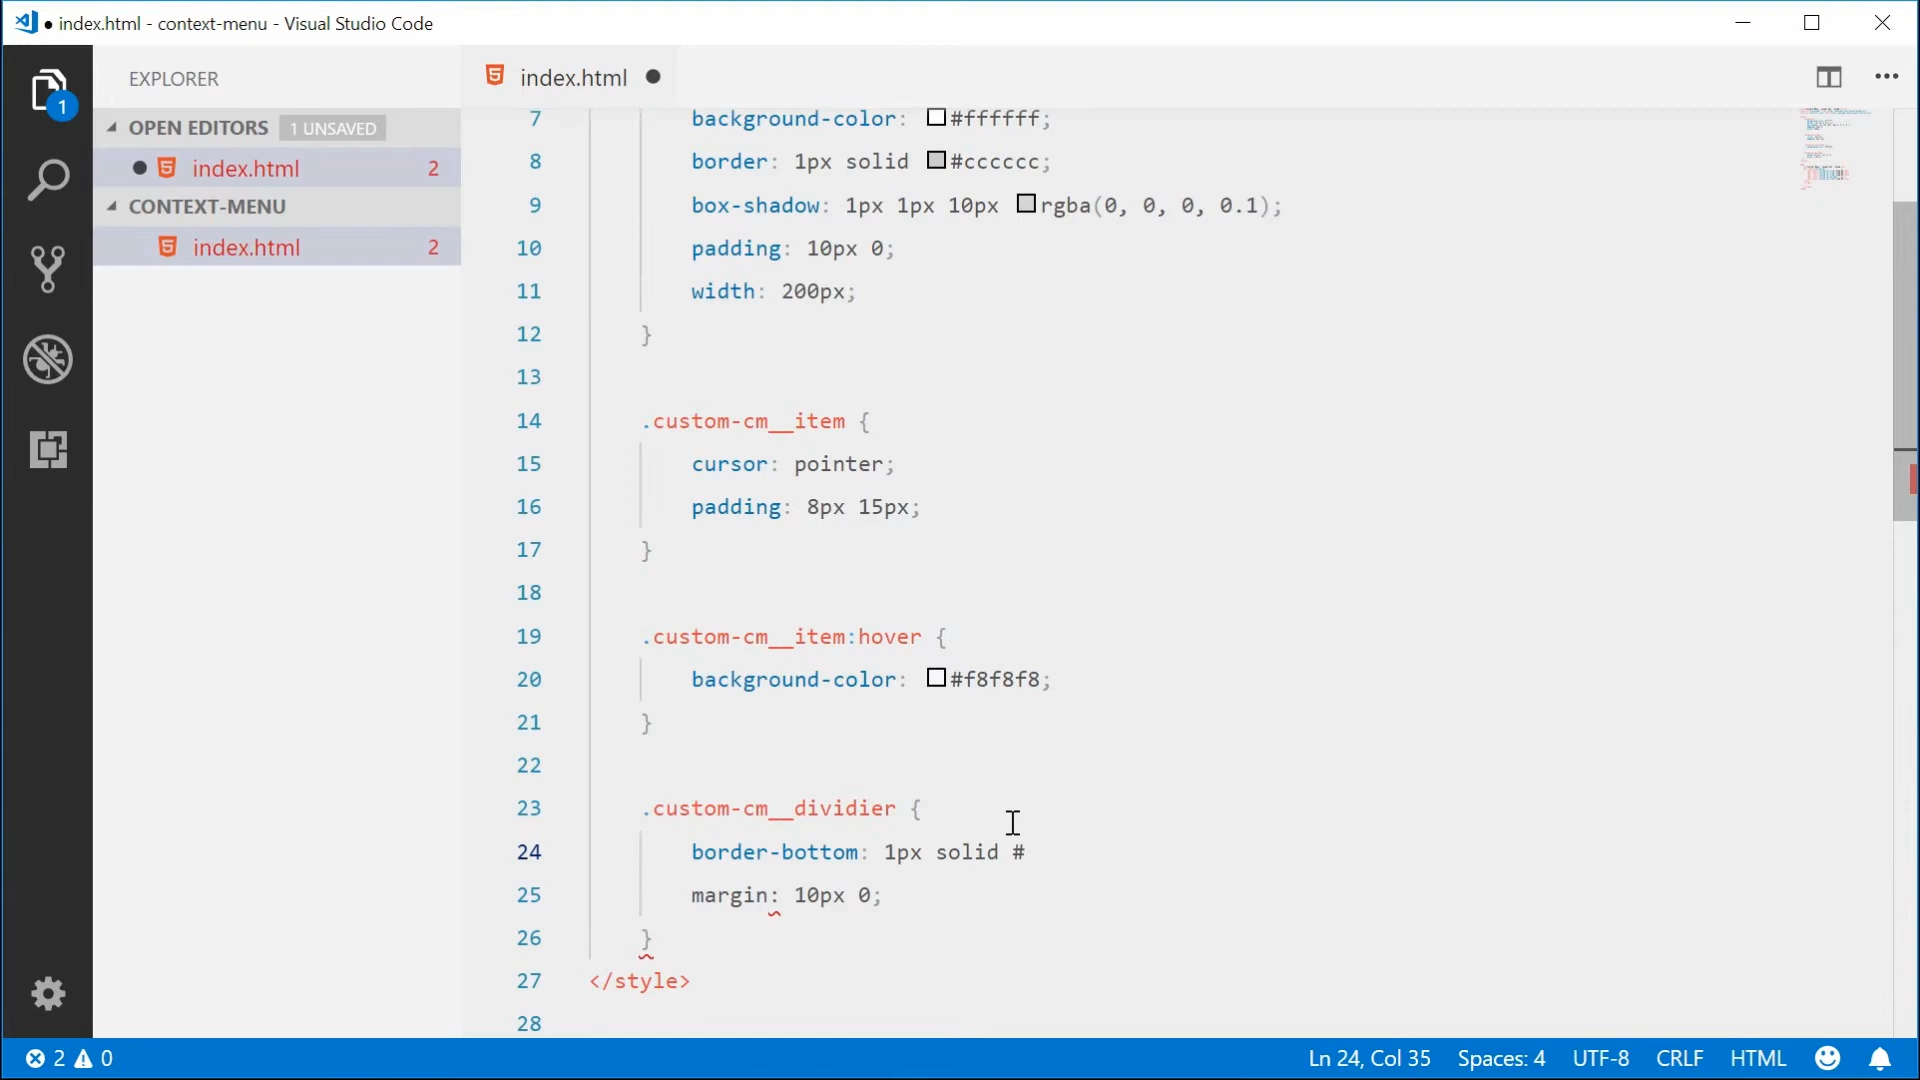 index.html - context-menu - Visual Studio Code
EXPLORER
index.html
1
OPEN EDITORS 1 UNSAVED
index.html 2
CONTEXT-MENU
index.html 2
7 background-color: #ffffff;
8 border: 1px solid #cccccc;
9 box-shadow: 1px 1px 10px rgba(0, 0, 0, 0.1);
10 padding: 10px 0;
11 width: 200px;
12 }
13
14 .custom-cm__item {
15 cursor: pointer;
16 padding: 8px 15px;
17 }
18
19 .custom-cm__item:hover {
20 background-color: #f8f8f8;
21 }
22
23 .custom-cm__dividier {
24 border-bottom: 1px solid #
25 margin: 10px 0;
26 }
27 </style>
28
2 0 Ln 24, Col 35 Spaces: 4 UTF-8 CRLF HTML